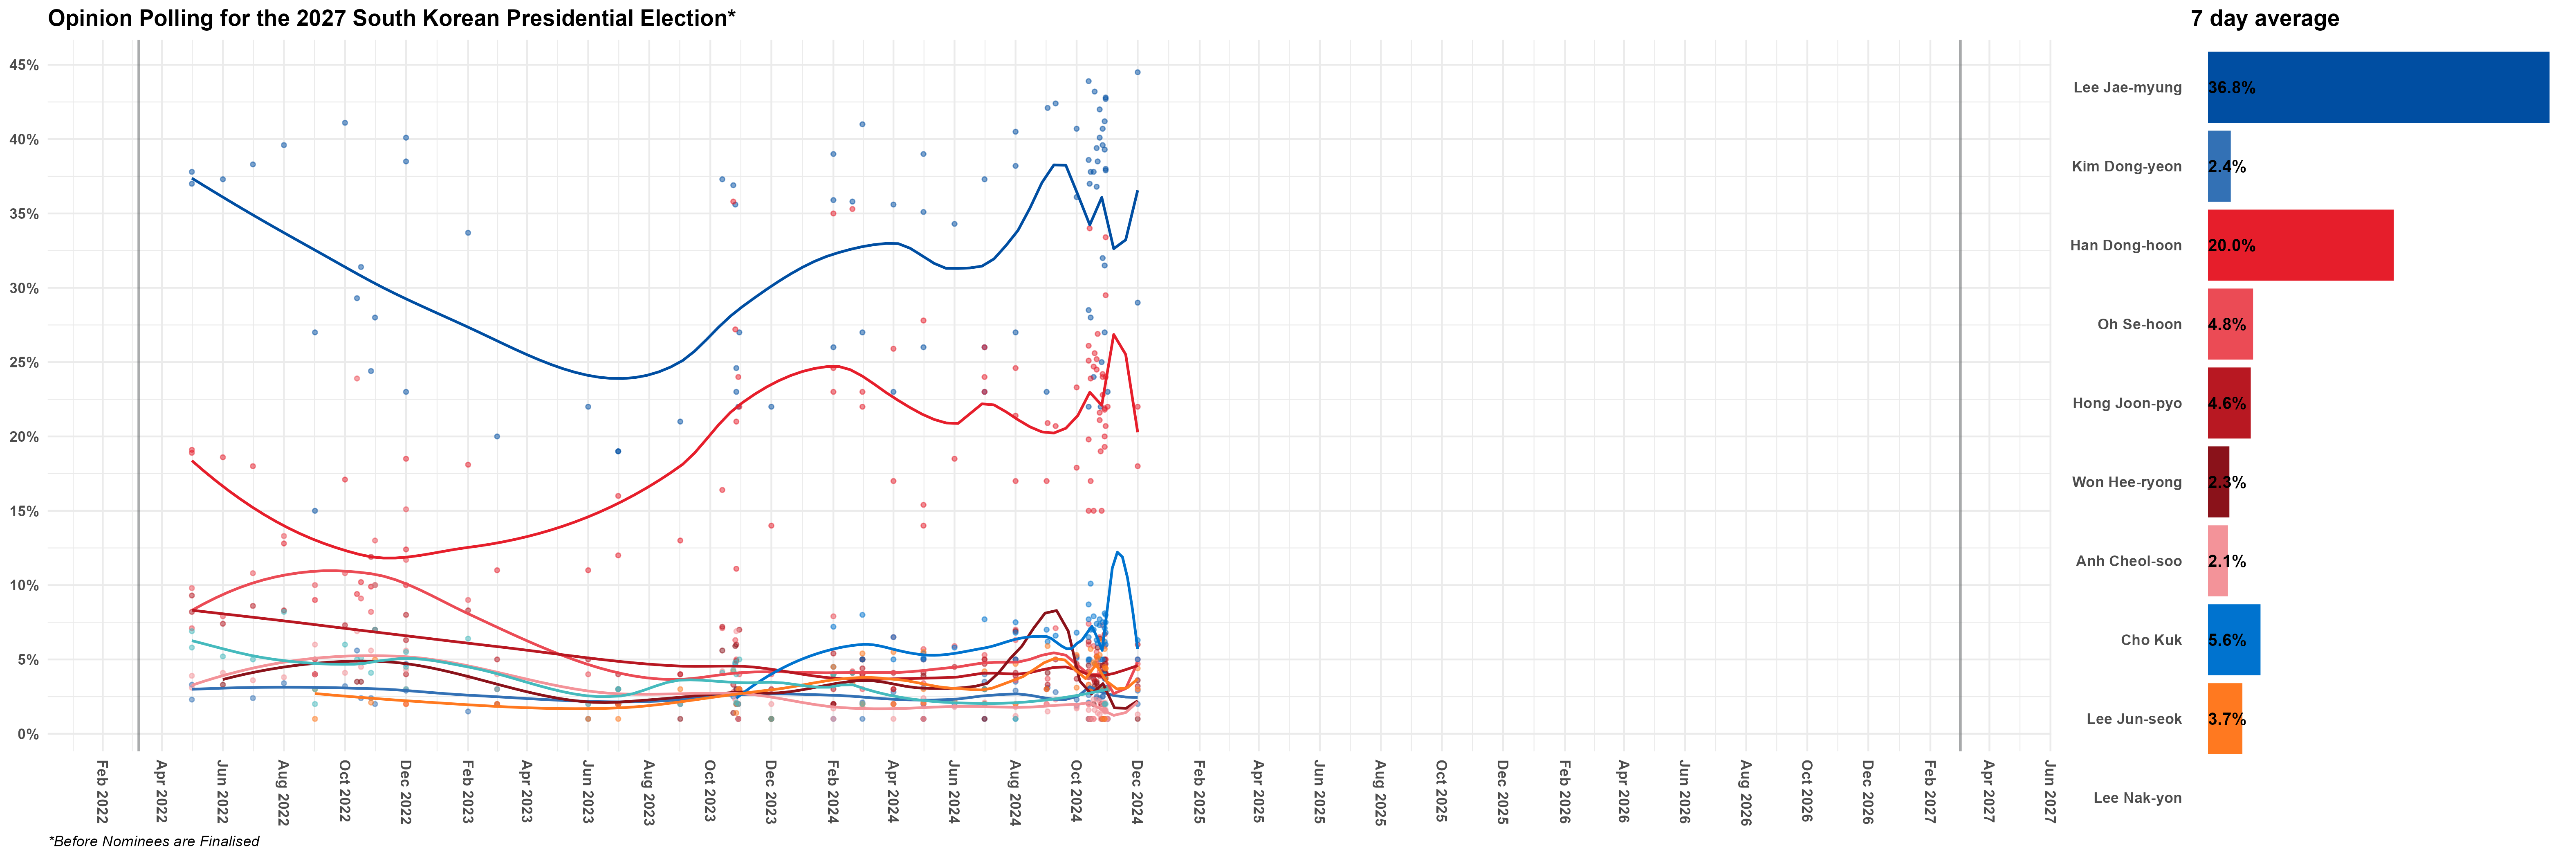 Opinion Polling for the 2027 South Korean Presidential Election*
7 day average
45%
40%
35%
30%
25%
20%
15%
10%
5%
0%
Feb 2022
Apr 2022
Jun 2022
Aug 2022
Oct 2022
Dec 2022
Feb 2023
Apr 2023
Jun 2023
Aug 2023
Oct 2023
Dec 2023
Feb 2024
Apr 2024
Jun 2024
Aug 2024
Oct 2024
Dec 2024
Feb 2025
Apr 2025
Jun 2025
Aug 2025
Oct 2025
Dec 2025
Feb 2026
Apr 2026
Jun 2026
Aug 2026
Oct 2026
Dec 2026
Feb 2027
Apr 2027
Jun 2027
*Before Nominees are Finalised
Lee Jae-myung 36.8%
Kim Dong-yeon 2.4%
Han Dong-hoon 20.0%
Oh Se-hoon 4.8%
Hong Joon-pyo 4.6%
Won Hee-ryong 2.3%
Anh Cheol-soo 2.1%
Cho Kuk 5.6%
Lee Jun-seok 3.7%
Lee Nak-yon